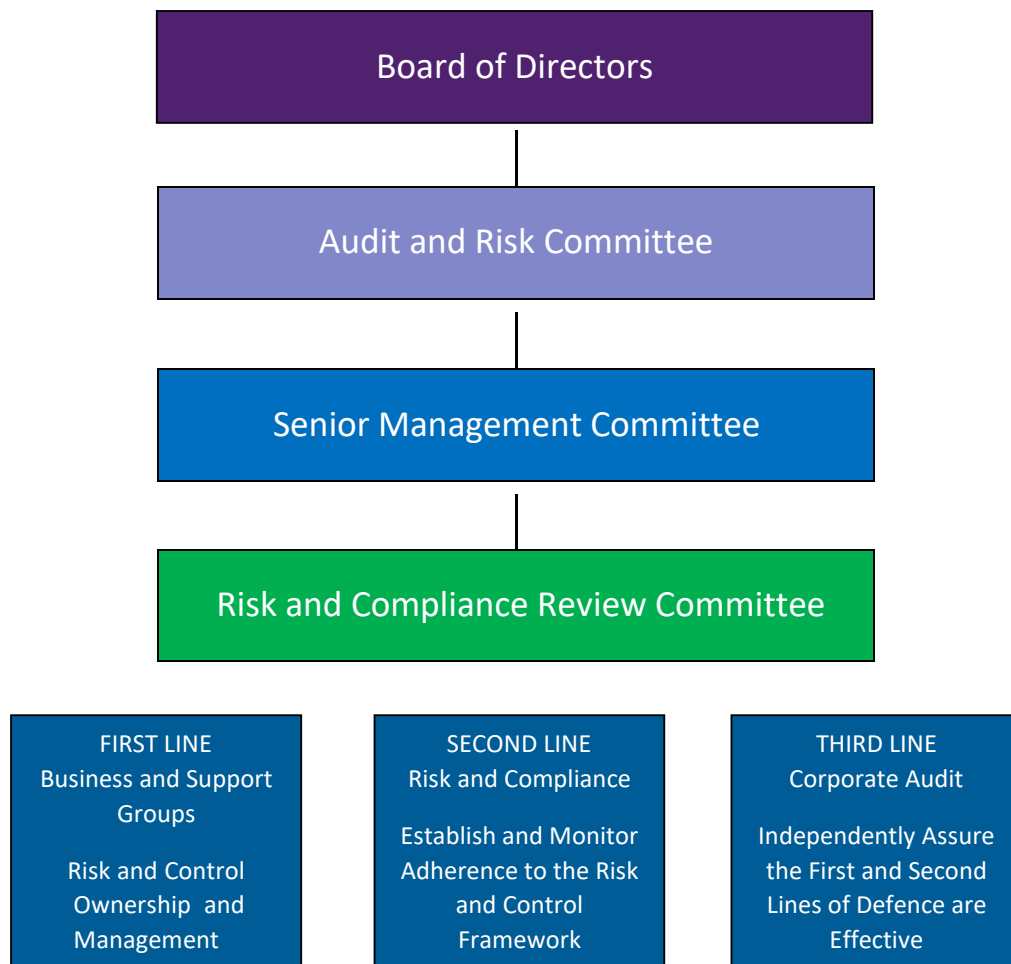 Board of Directors
Audit and Risk Committee
Senior Management Committee
Risk and Compliance Review Committee
FIRST LINE
Business and Support
Groups
Risk and Control
Ownership and
Management
SECOND LINE
Risk and Compliance
Establish and Monitor
Adherence to the Risk
and Control
Framework
THIRD LINE
Corporate Audit
Independently Assure
the First and Second
Lines of Defence are
Effective